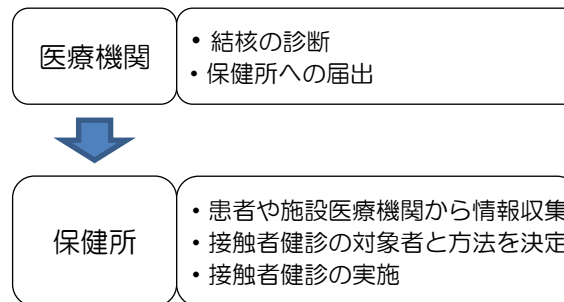 医療機関
• 結核の診断
• 保健所への届出
保健所
• 患者や施設医療機関から情報収集
• 接触者健診の対象者と方法を決定
• 接触者健診の実施